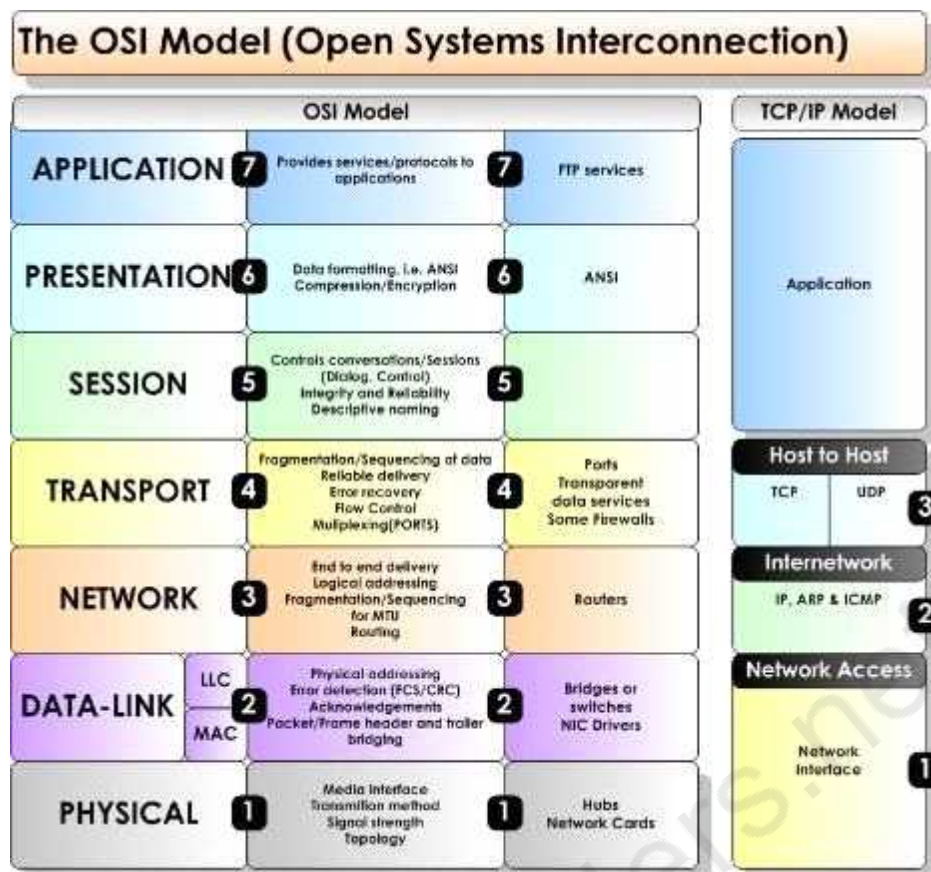 The OSI Model (Open Systems Interconnection)
OSI Model
TCP/IP Model
APPLICATION
7
Provides services/protocols to
applications
7
FTP services
PRESENTATION
6
Data formatting, i.e. ANSI
Compression/Encryption
6
ANSI
SESSION
5
Controls conversations/Sessions
(Dialog. Control)
Integrity and Reliability
Descriptive naming
5
TRANSPORT
4
Fragmentation/Sequencing of data
Reliable delivery
Error recovery
Flow Control
Muliplexing(PORTS)
4
Ports
Transparent
data services
Some Firewalls
NETWORK
3
End to end delivery
Logical addressing
Fragmentation/Sequencing
for MTU
Routing
3
Routers
DATA-LINK
LLC
MAC
2
Physical addressing
Error detection (FCS/CRC)
Acknowledgements
Packet/Frame header and trailer
bridging
2
Bridges or
switches
NIC Drivers
PHYSICAL
1
Media Interface
Transmition method
Signal strength
Topology
1
Hubs
Network Cards
Application
Host to Host
TCP
UDP
3
Internetwork
IP, ARP & ICMP
2
Network Access
Network
Interface
1